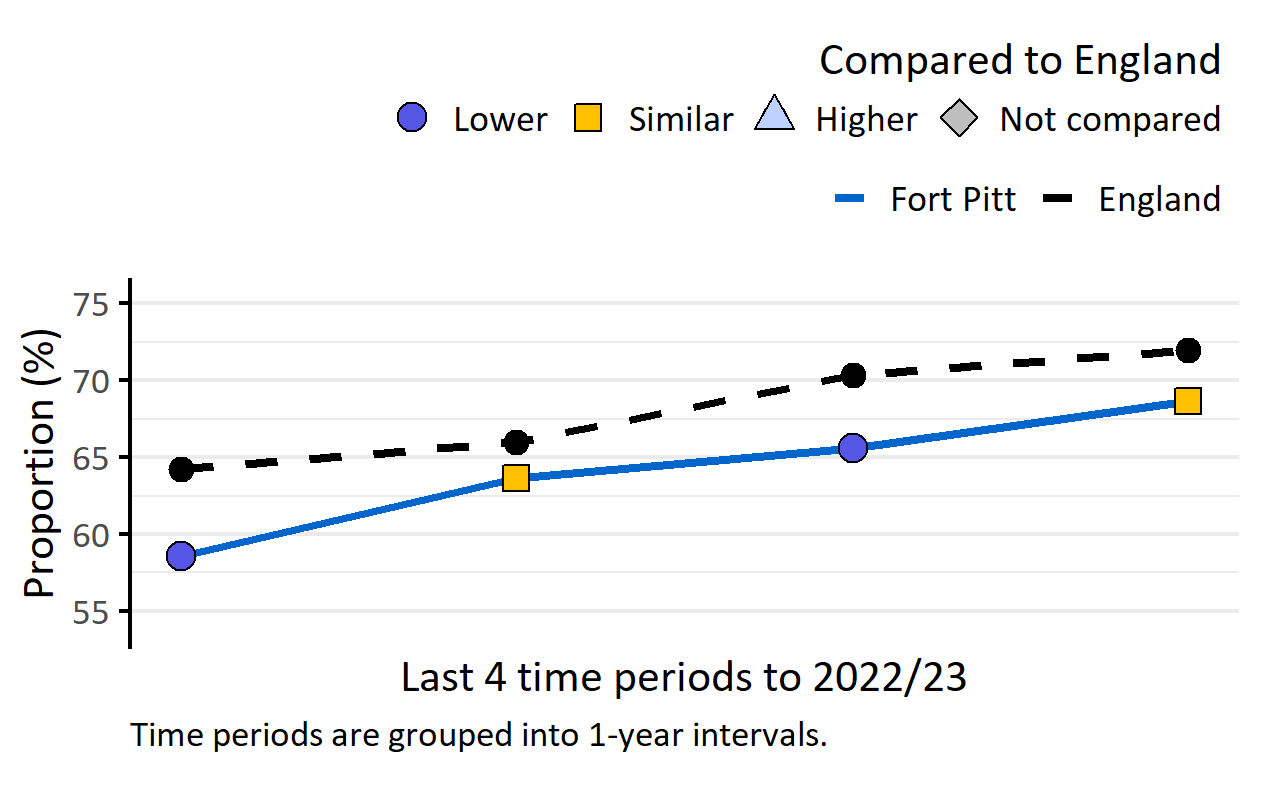 Compared to England
Lower Similar Higher Not compared
Fort Pitt England
75
70
65
60
55
Proportion (%)
Last 4 time periods to 2022/23
Time periods are grouped into 1-year intervals.